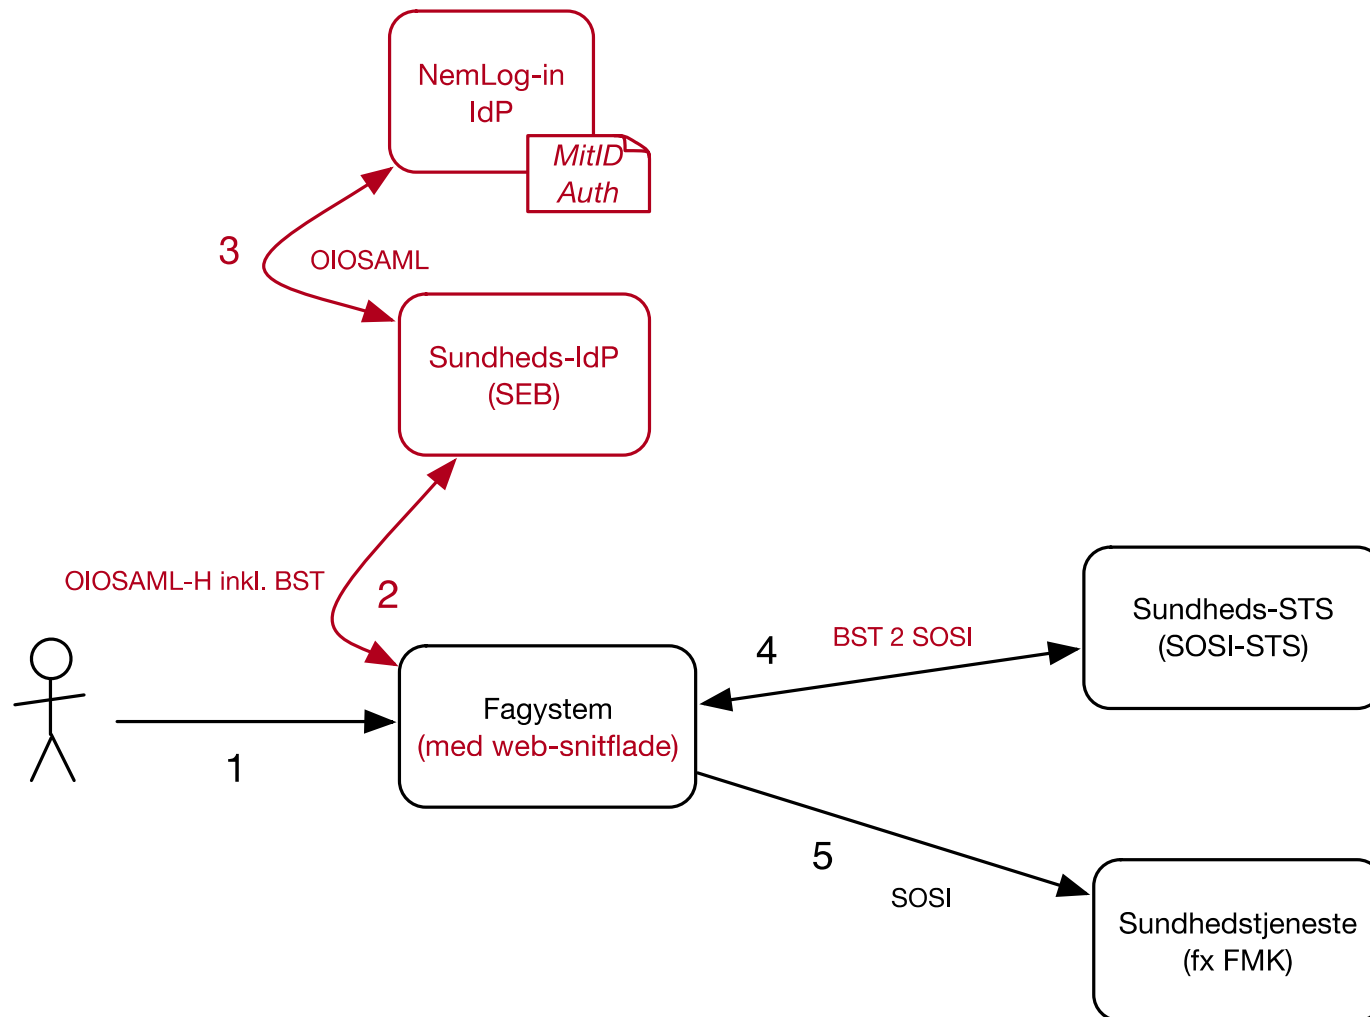 NemLog-in
IdP
MitID
Auth
3
OIOSAML
Sundheds-IdP
(SEB)
OIOSAML-H inkl. BST
2
Sundheds-STS
(SOSI-STS)
4
BST 2 SOSI
Fagystem
(med web-snitflade)
1
5
SOSI
Sundhedstjeneste
(fx FMK)